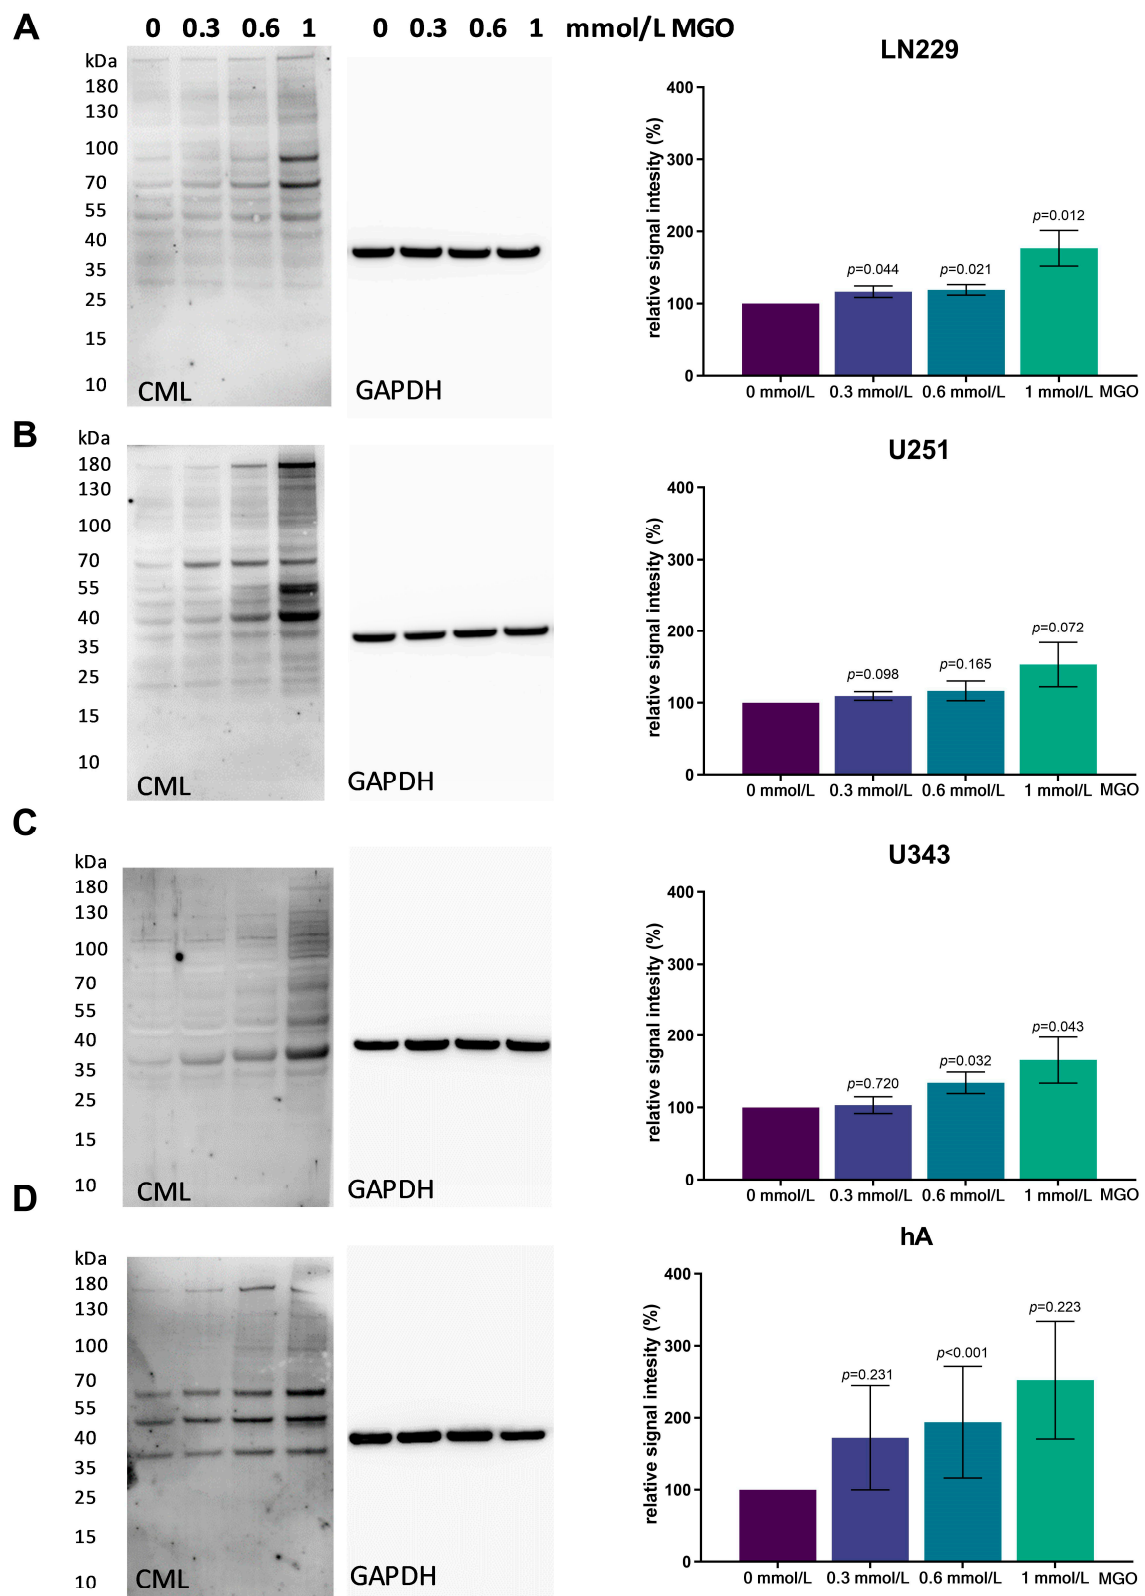 A
0 0.3 0.6 1 0 0.3 0.6 1 mmol/L MGO
kDa
180
130
100
70
55
40
35
25
15
10
CML
GAPDH
LN229
relative signal intesity (%)
400
300
200
100
0
p=0.044
p=0.021
p=0.012
0 mmol/L 0.3 mmol/L 0.6 mmol/L 1 mmol/L MGO
B
kDa
180
130
100
70
55
40
35
25
15
10
CML
GAPDH
U251
relative signal intesity (%)
400
300
200
100
0
p=0.098
p=0.165
p=0.072
0 mmol/L 0.3 mmol/L 0.6 mmol/L 1 mmol/L MGO
C
kDa
180
130
100
70
55
40
35
25
15
10
CML
GAPDH
U343
relative signal intesity (%)
400
300
200
100
0
p=0.720
p=0.032
p=0.043
0 mmol/L 0.3 mmol/L 0.6 mmol/L 1 mmol/L MGO
D
kDa
180
130
100
70
55
40
35
25
15
10
CML
GAPDH
hA
relative signal intesity (%)
400
300
200
100
0
p=0.231
p<0.001
p=0.223
0 mmol/L 0.3 mmol/L 0.6 mmol/L 1 mmol/L MGO